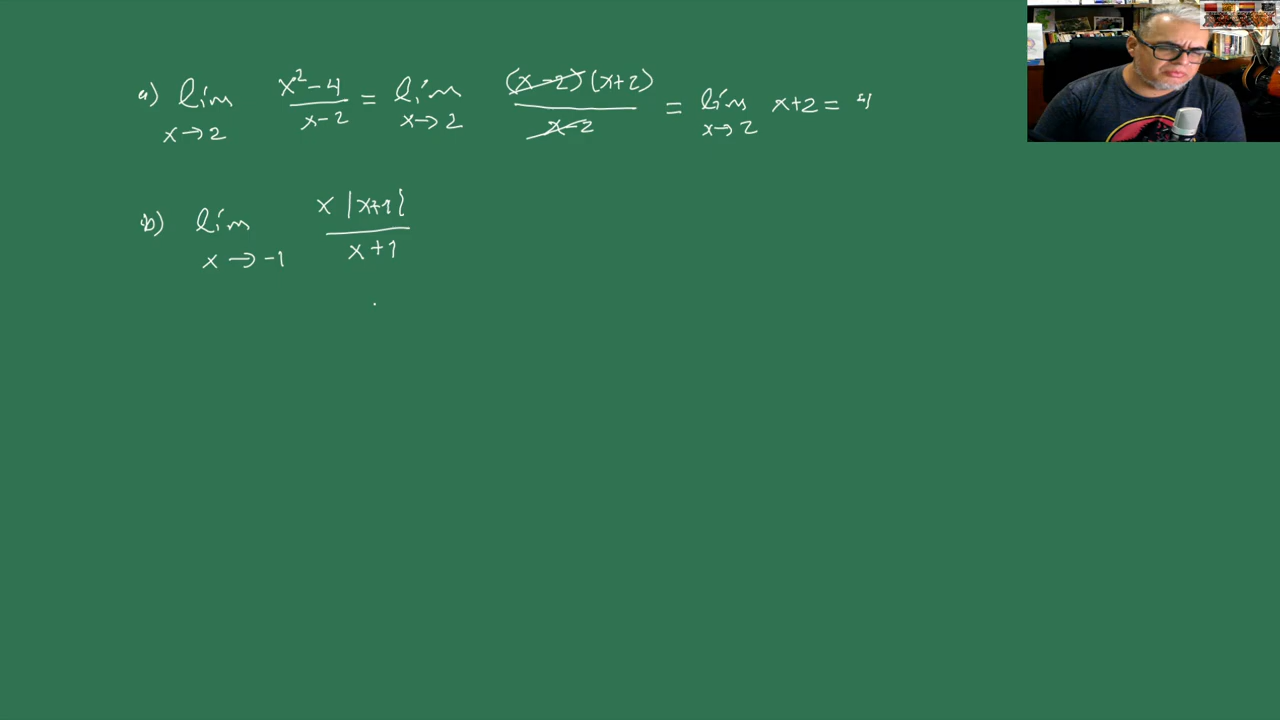 a) lim x→2 x²-4 / x-2 = lim x→2 (x-2)(x+2) / x-2 = lim x→2 x+2 = 4
b) lim x→-1 x|x+1| / x+1